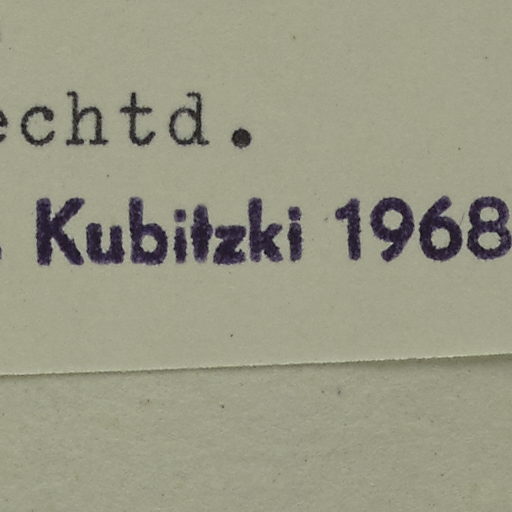 echtd.
. Kubitzki 1968